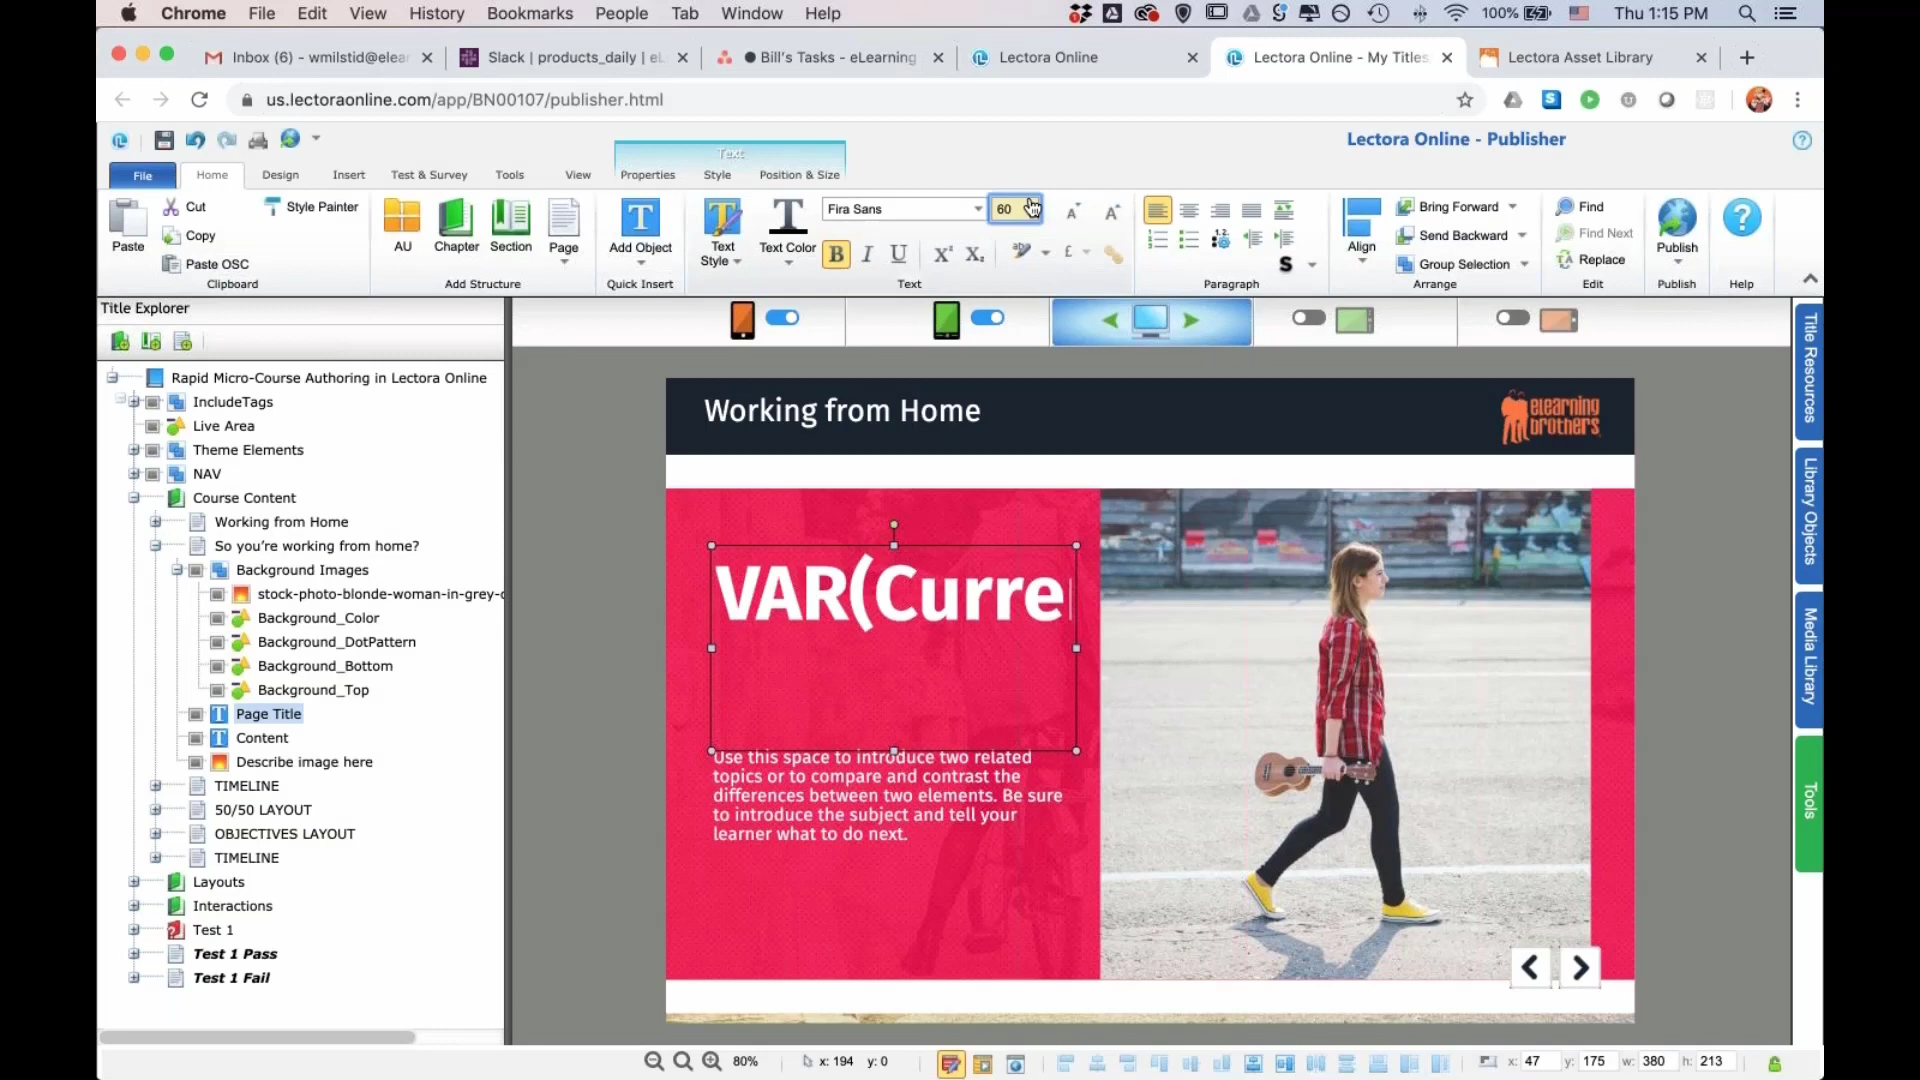 Chrome File Edit View History Bookmarks People Tab Window Help 100% Thu 1:15 PM
Inbox (6) - wmilstid@elear Slack | products_daily | eL ● Bill's Tasks - eLearning Lectora Online Lectora Online - My Titles Lectora Asset Library
us.lectoraonline.com/app/BN00107/publisher.html
Text Lectora Online - Publisher
File Home Design Insert Test & Survey Tools View Properties Style Position & Size
Paste Cut Copy Paste OSC Style Painter
Clipboard
AU Chapter Section Page
Add Structure
Add Object
Quick Insert
Text Style Text Color Fira Sans 60
B I U X² X₂
Text
Paragraph
Align Bring Forward Send Backward Group Selection
Arrange
Find Find Next Replace
Edit
Publish
Publish
Help
Title Explorer
Rapid Micro-Course Authoring in Lectora Online
IncludeTags
Live Area
Theme Elements
NAV
Course Content
Working from Home
So you're working from home?
Background Images
stock-photo-blonde-woman-in-grey-c
Background_Color
Background_DotPattern
Background_Bottom
Background_Top
Page Title
Content
Describe image here
TIMELINE
50/50 LAYOUT
OBJECTIVES LAYOUT
TIMELINE
Layouts
Interactions
Test 1
Test 1 Pass
Test 1 Fail
Working from Home
elearning
brothers
VAR(Curre
Use this space to introduce two related
topics or to compare and contrast the
differences between two elements. Be sure
to introduce the subject and tell your
learner what to do next.
Title Resources
Library Objects
Media Library
Tools
80% x: 194 y: 0 x: 47 y: 175 w: 380 h: 213